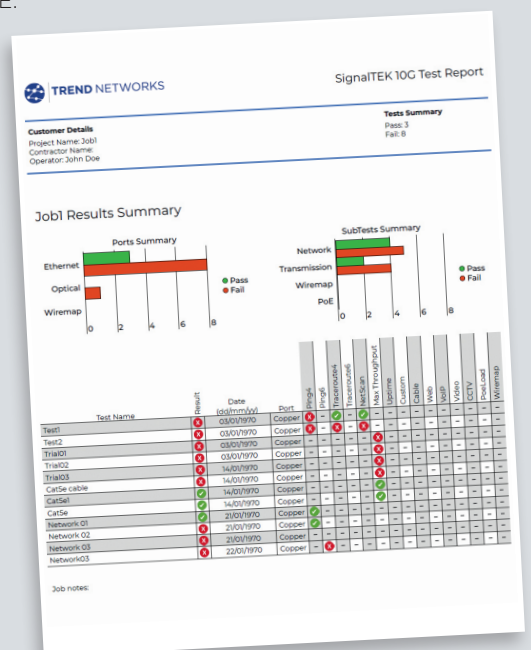 E.
TREND NETWORKS
SignalTEK 10G Test Report
Customer Details
Project Name: Job1
Contractor Name:
Operator: John Doe
Tests Summary
Pass: 3
Fail: 8
Job1 Results Summary
Ports Summary
Ethernet
Optical
Wiremap
0 2 4 6 8
Pass
Fail
SubTests Summary
Network
Transmission
Wiremap
PoE
0 2 4 6 8
Pass
Fail
Test Name Result Date (dd/mm/yy) Port Ping4 Ping6 Traceroute4 Traceroute6 NetScan Max Throughput Uptime Custom Cable Web VoIP Video CCTV PoeLoad Wiremap
Test1 03/01/1970 Copper
Test2 03/01/1970 Copper
Trial01 03/01/1970 Copper
Trial02 03/01/1970 Copper
Trial03 14/01/1970 Copper
Cat5e cable 14/01/1970 Copper
Cat5e1 14/01/1970 Copper
Cat5e 14/01/1970 Copper
Network 01 21/01/1970 Copper
Network 02 21/01/1970 Copper
Network 03 21/01/1970 Copper
Network03 22/01/1970 Copper
Job notes: